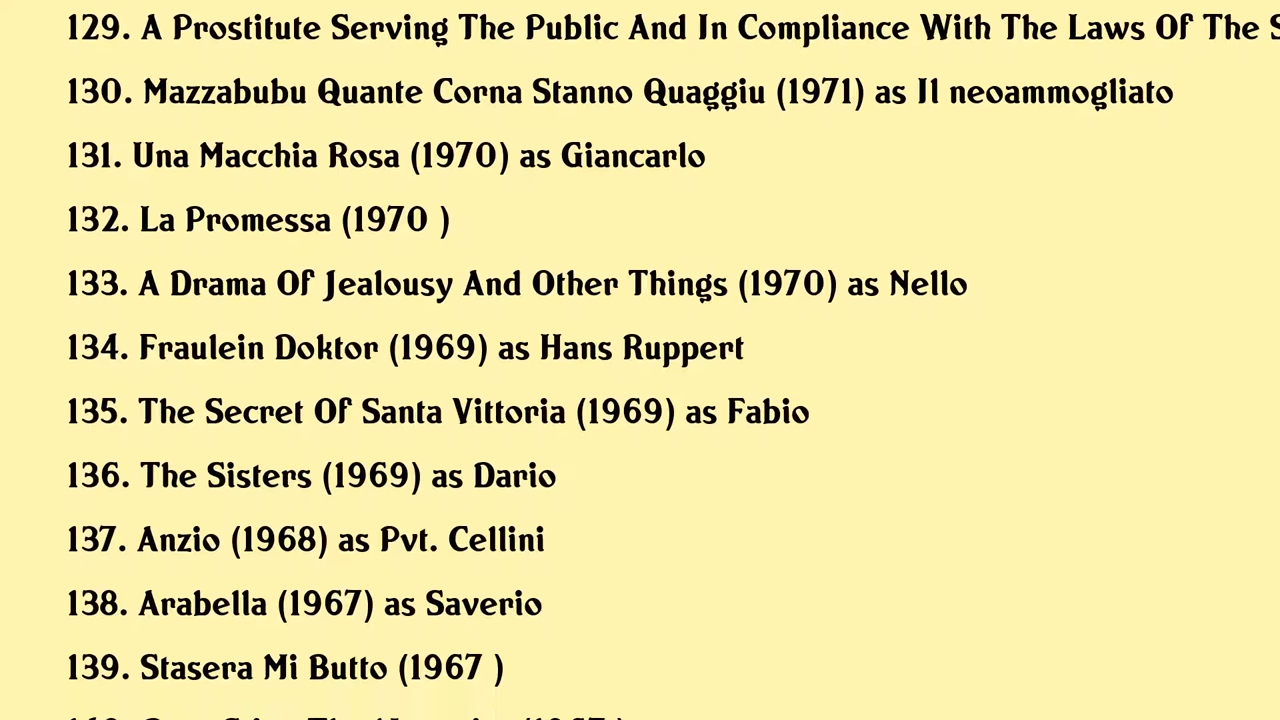 129. A Prostitute Serving The Public And In Compliance With The Laws Of The
130. Mazzabubu Quante Corna Stanno Quaggiu (1971) as Il neoammogliato
131. Una Macchia Rosa (1970) as Giancarlo
132. La Promessa (1970 )
133. A Drama Of Jealousy And Other Things (1970) as Nello
134. Fraulein Doktor (1969) as Hans Ruppert
135. The Secret Of Santa Vittoria (1969) as Fabio
136. The Sisters (1969) as Dario
137. Anzio (1968) as Pvt. Cellini
138. Arabella (1967) as Saverio
139. Stasera Mi Butto (1967 )